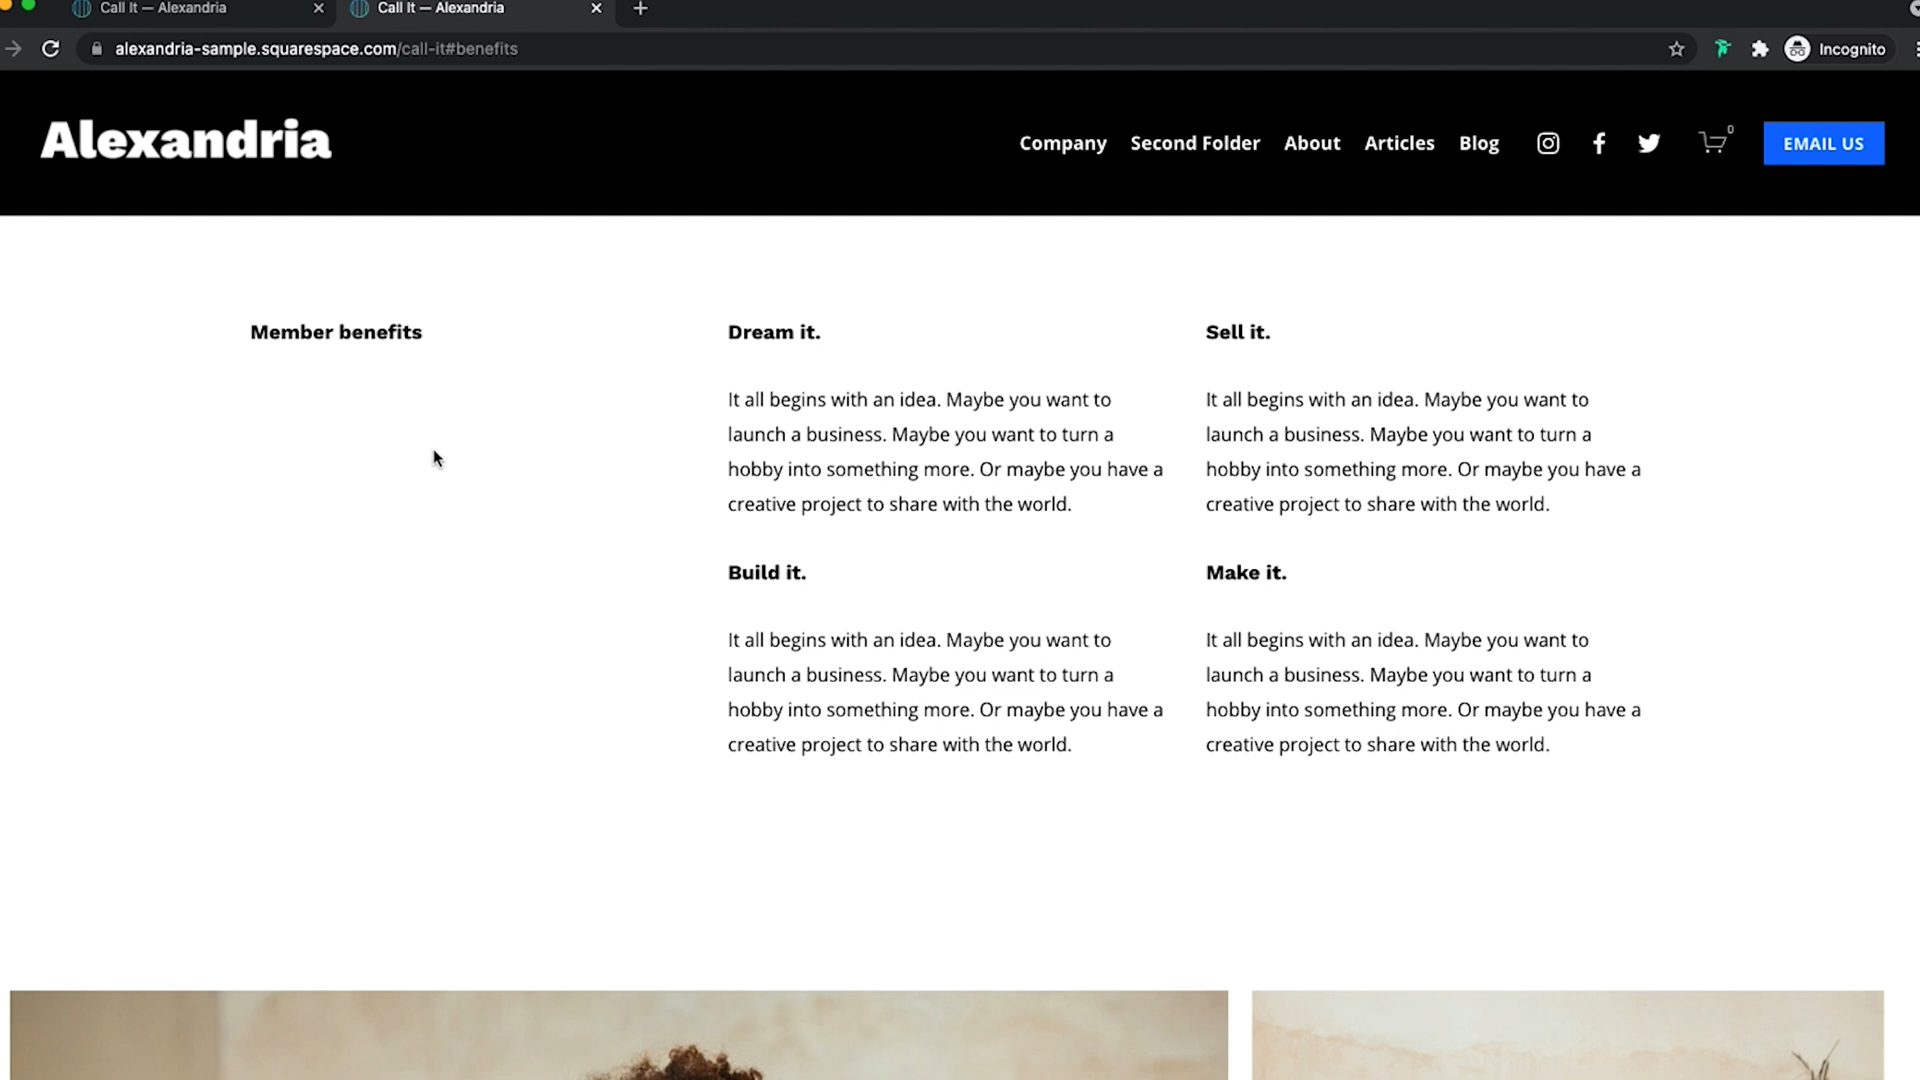 Call It — Alexandria
Call It — Alexandria
alexandria-sample.squarespace.com/call-it#benefits
Incognito
Alexandria
Company
Second Folder
About
Articles
Blog
0
EMAIL US
Member benefits
Dream it.
It all begins with an idea. Maybe you want to
launch a business. Maybe you want to turn a
hobby into something more. Or maybe you have a
creative project to share with the world.
Sell it.
It all begins with an idea. Maybe you want to
launch a business. Maybe you want to turn a
hobby into something more. Or maybe you have a
creative project to share with the world.
Build it.
It all begins with an idea. Maybe you want to
launch a business. Maybe you want to turn a
hobby into something more. Or maybe you have a
creative project to share with the world.
Make it.
It all begins with an idea. Maybe you want to
launch a business. Maybe you want to turn a
hobby into something more. Or maybe you have a
creative project to share with the world.